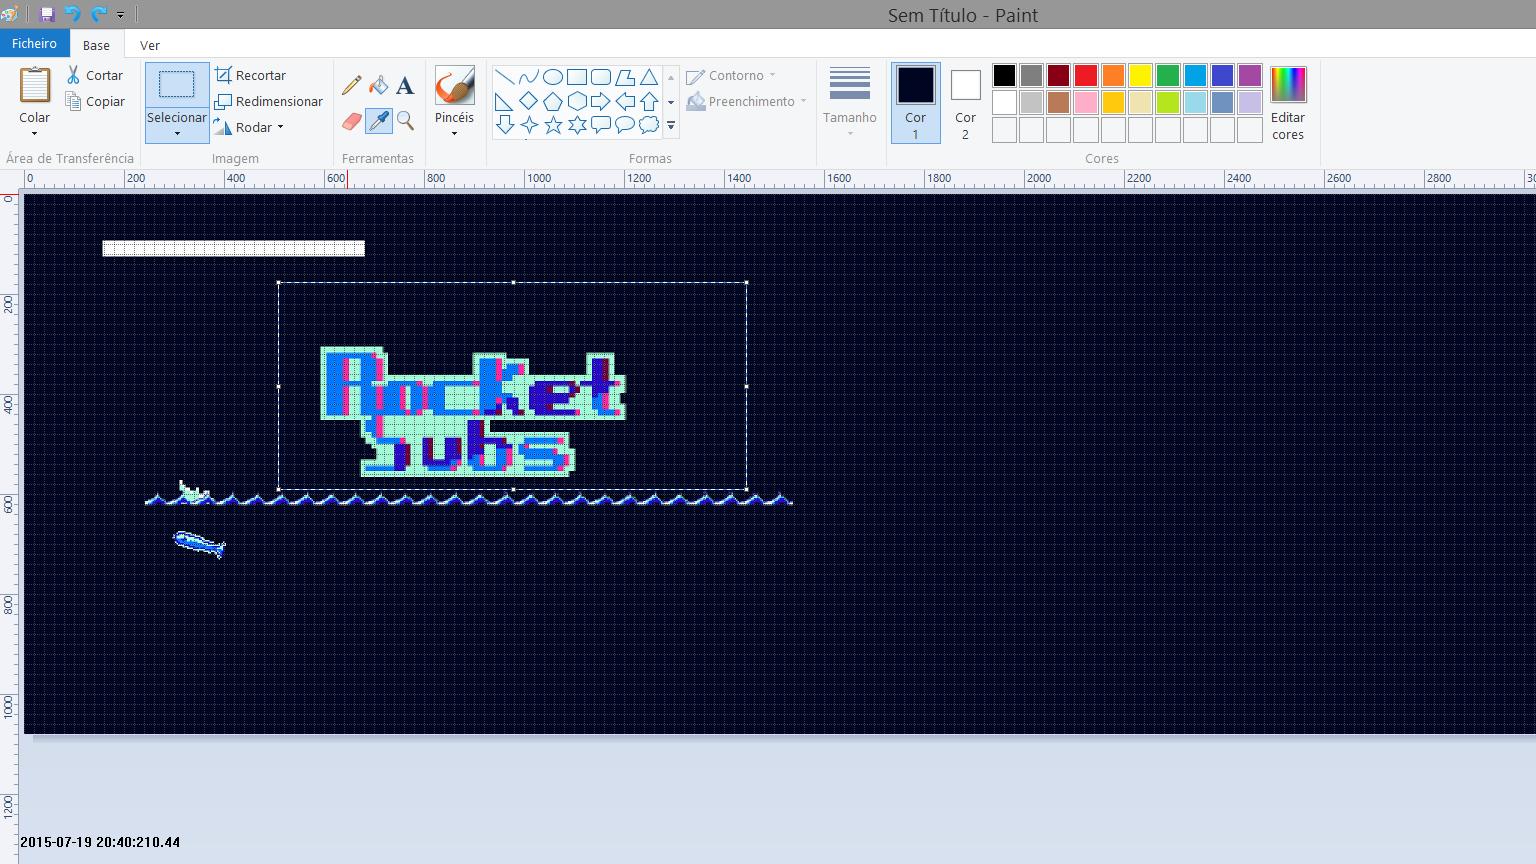 Sem Título - Paint
Ficheiro
Base
Ver
Colar
Cortar
Copiar
Área de Transferência
Selecionar
Recortar
Redimensionar
Rodar
Imagem
A
Ferramentas
Pincéis
Contorno
Preenchimento
Formas
Tamanho
Cor
1
Cor
2
Editar
cores
Cores
0 200 400 600 800 1000 1200 1400 1600 1800 2000 2200 2400 2600 2800
0
200
400
600
800
1000
1200
Rocket
Subs
2015-07-19 20:40:210.44